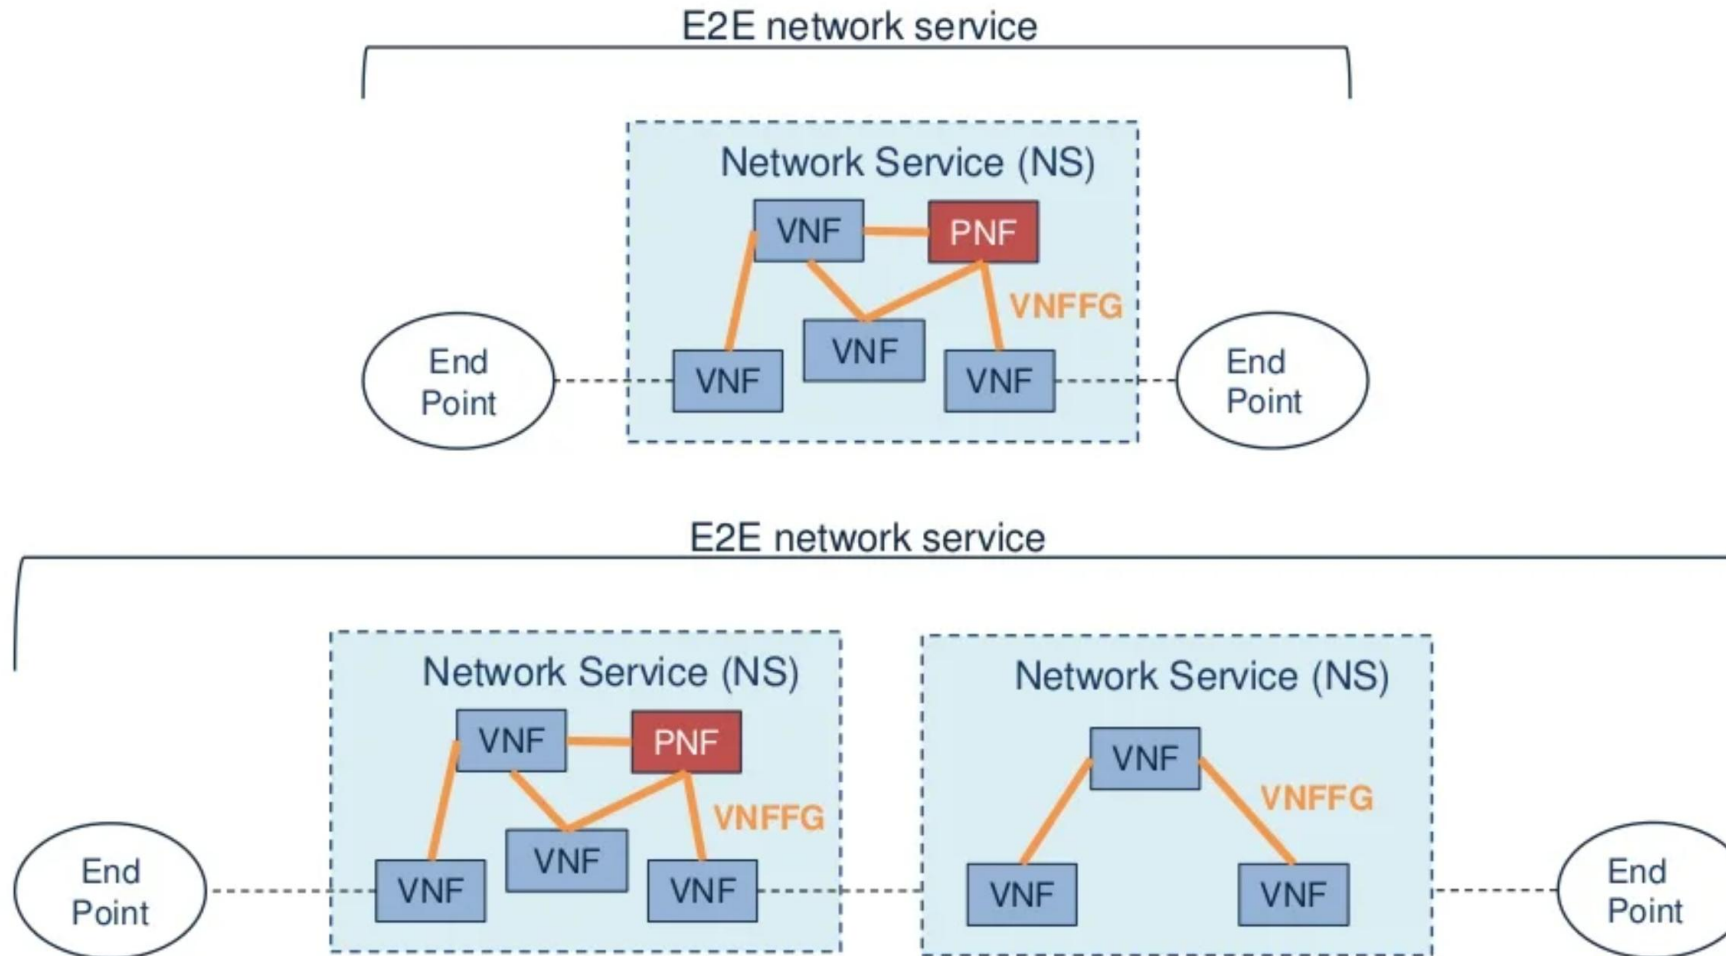 E2E network service
Network Service (NS)
VNF
PNF
VNFFG
VNF
VNF
VNF
End
Point
End
Point
E2E network service
Network Service (NS)
VNF
PNF
VNFFG
VNF
VNF
VNF
Network Service (NS)
VNF
VNFFG
VNF
VNF
End
Point
End
Point